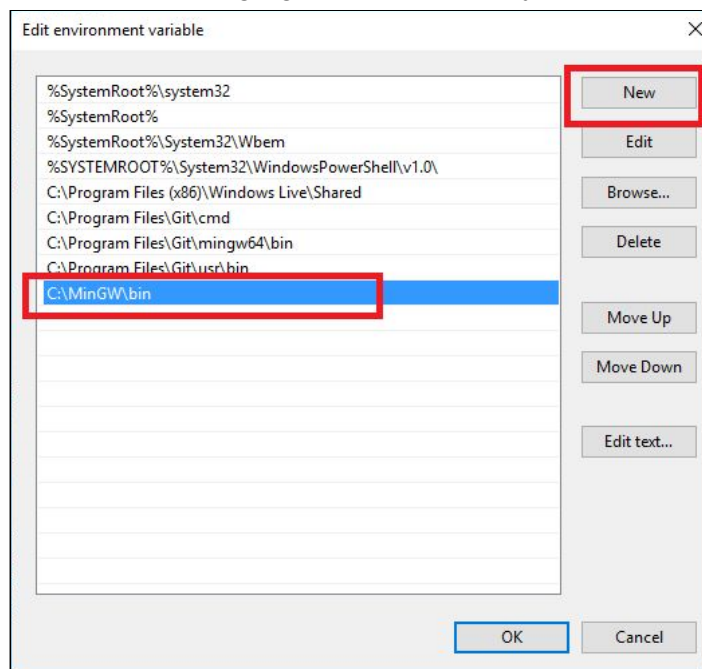 Edit environment variable
%SystemRoot%\system32
%SystemRoot%
%SystemRoot%\System32\Wbem
%SYSTEMROOT%\System32\WindowsPowerShell\v1.0\
C:\Program Files (x86)\Windows Live\Shared
C:\Program Files\Git\cmd
C:\Program Files\Git\mingw64\bin
C:\Program Files\Git\usr\bin
C:\MinGW\bin
New
Edit
Browse...
Delete
Move Up
Move Down
Edit text...
OK
Cancel